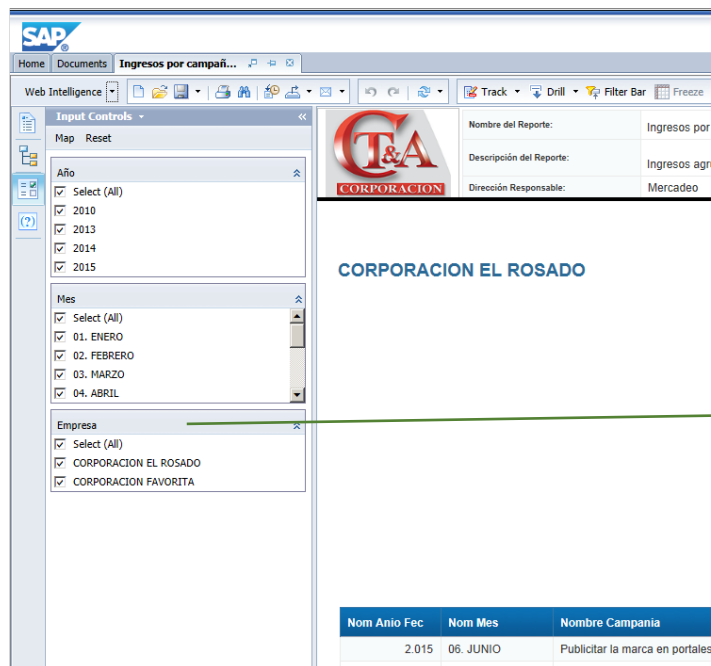 SAP
Home Documents Ingresos por campañ...
Web Intelligence Track Drill Filter Bar Freeze
Input Controls
Map Reset
Año
Select (All)
2010
2013
2014
2015
Mes
Select (All)
01. ENERO
02. FEBRERO
03. MARZO
04. ABRIL
Empresa
Select (All)
CORPORACION EL ROSADO
CORPORACION FAVORITA
CT&A
CORPORACION
Nombre del Reporte: Ingresos por
Descripción del Reporte: Ingresos agru
Dirección Responsable: Mercadeo
CORPORACION EL ROSADO
Nom Anio Fec Nom Mes Nombre Campania
2.015 06. JUNIO Publicitar la marca en portales